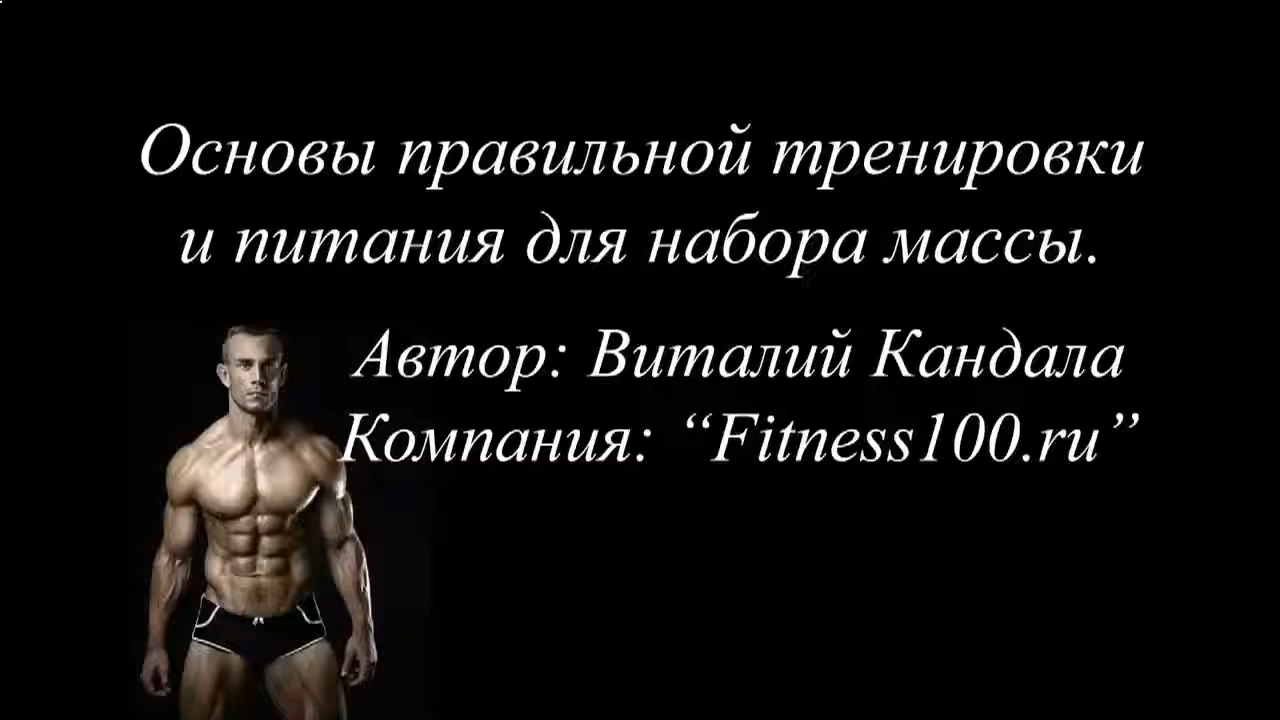 Основы правильной тренировки
и питания для набора массы.
Автор: Виталий Кандала
Компания: “Fitness100.ru”